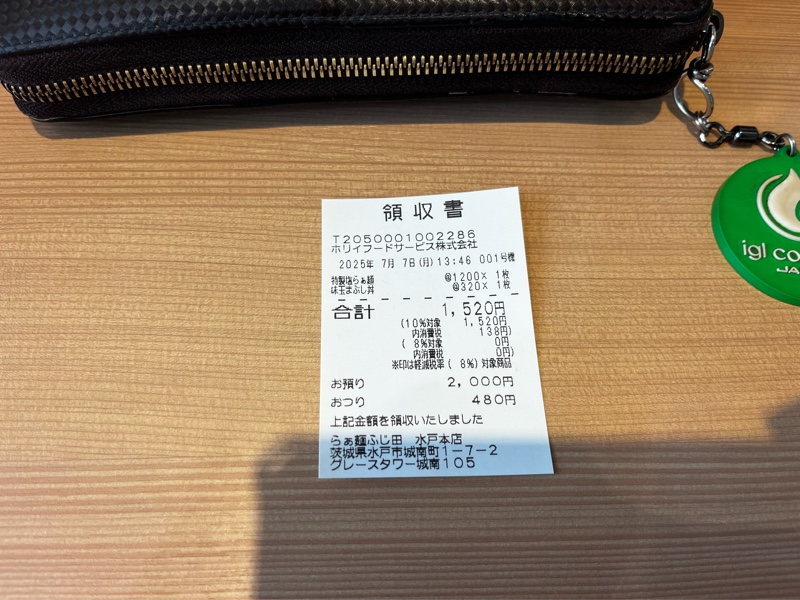 領収書
T2050001002286
ホリイフードサービス株式会社
2025年 7月 7日(月)13:46 001号機
特製塩らぁ麺 @1200× 1枚
味玉まぶし丼 @320× 1枚
合計 1,520円
(10%対象 1,520円
内消費税 138円)
( 8%対象 0円
内消費税 0円)
※印は軽減税率( 8%)対象商品
お預り 2,000円
おつり 480円
上記金額を領収いたしました
らぁ麺ふじ田 水戸本店
茨城県水戸市城南町1-7-2
グレースタワー城南105
igl co
JA